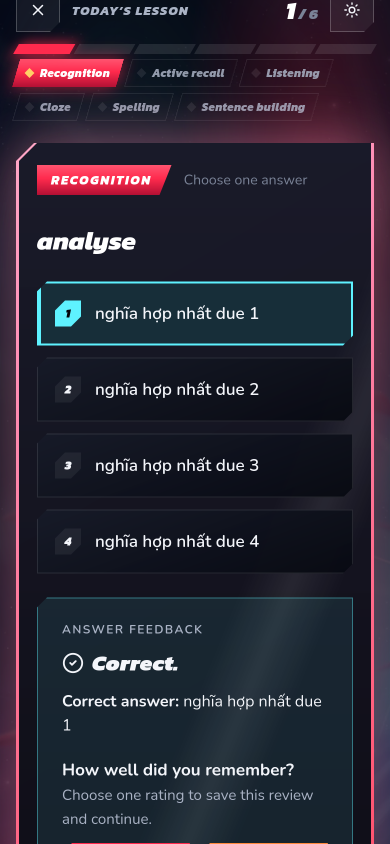 TODAY'S LESSON
1 / 6
Recognition
Active recall
Listening
Cloze
Spelling
Sentence building
RECOGNITION
Choose one answer
analyse
1 nghĩa hợp nhất due 1
2 nghĩa hợp nhất due 2
3 nghĩa hợp nhất due 3
4 nghĩa hợp nhất due 4
ANSWER FEEDBACK
Correct.
Correct answer: nghĩa hợp nhất due
1
How well did you remember?
Choose one rating to save this review
and continue.